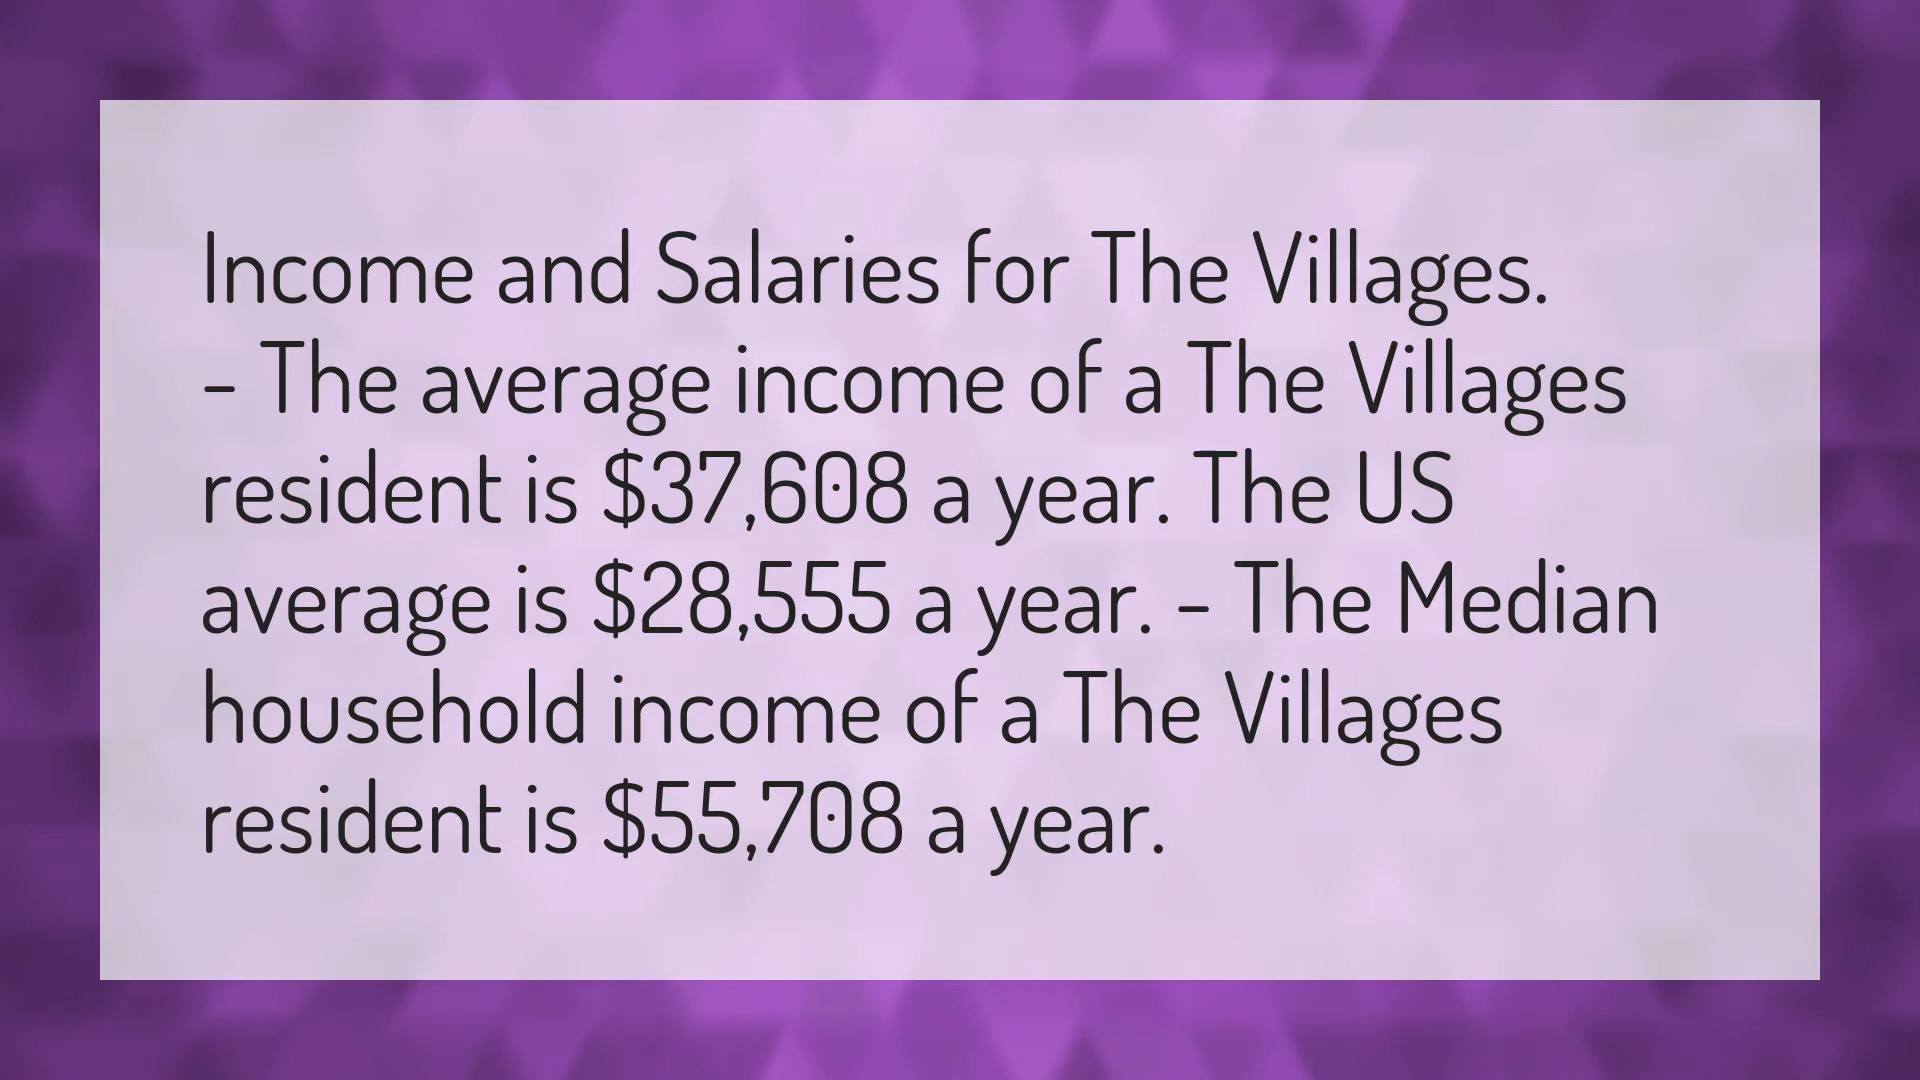 Income and Salaries for The Villages.
- The average income of a The Villages
resident is $37,608 a year. The US
average is $28,555 a year. - The Median
household income of a The Villages
resident is $55,708 a year.